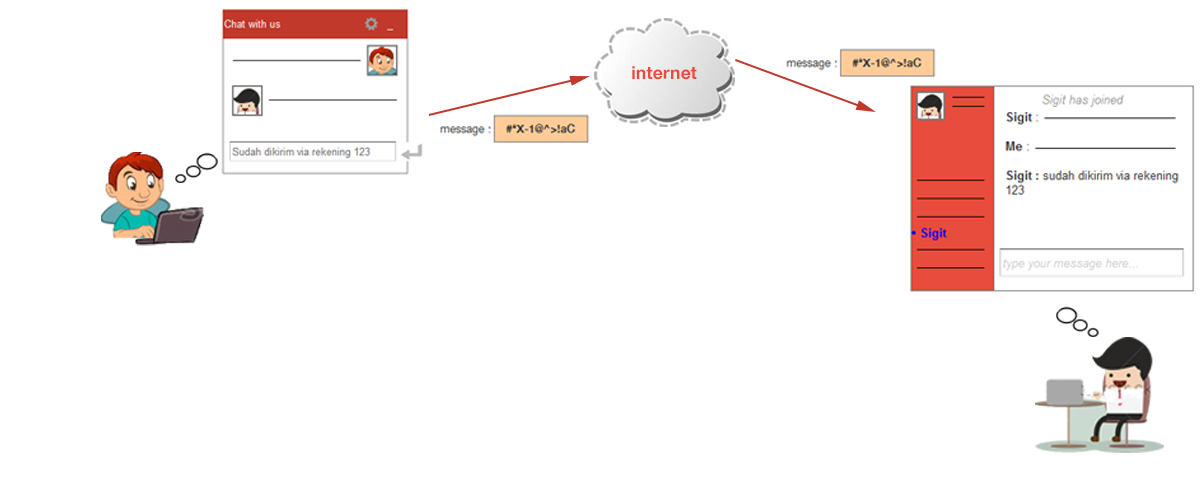 Chat with us
Sudah dikirim via rekening 123
message : #*X-1@^>!aC
internet
message : #*X-1@^>!aC
Sigit has joined
Sigit :
Me :
Sigit : sudah dikirim via rekening
123
• Sigit
type your message here...